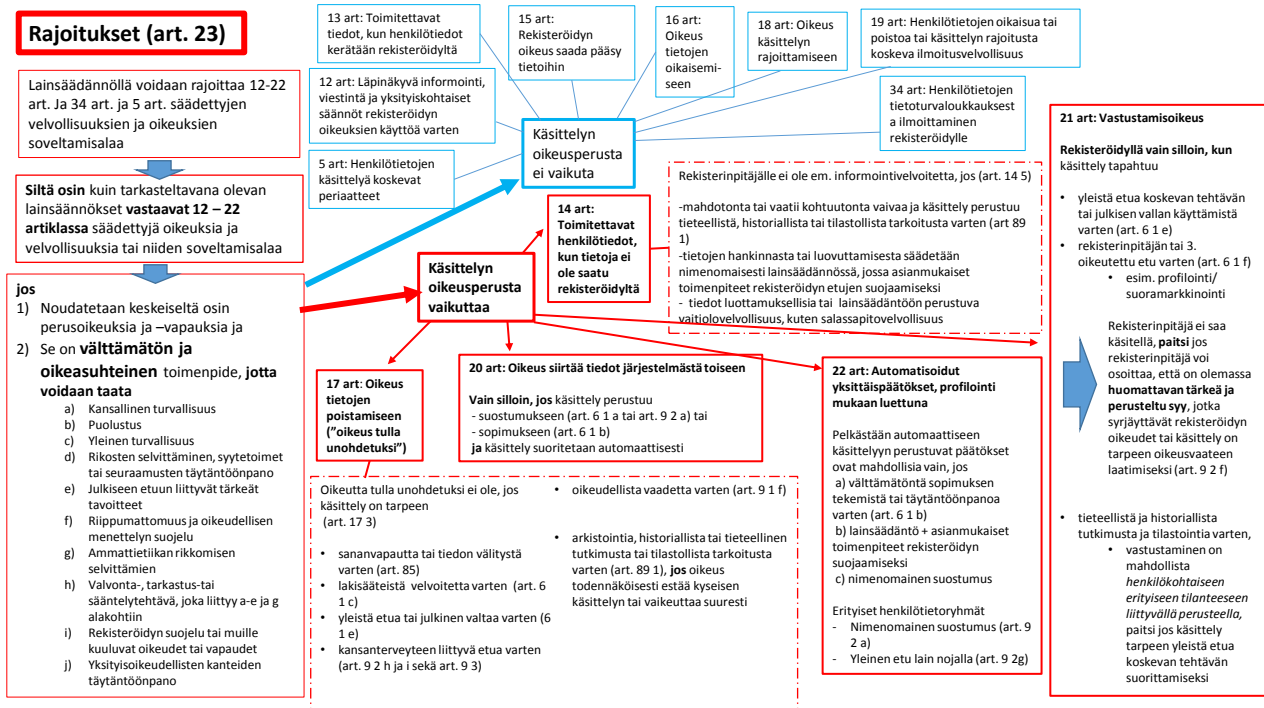 Rajoitukset (art. 23)
Lainsäädännöllä voidaan rajoittaa 12-22
art. Ja 34 art. ja 5 art. säädettyjen
velvollisuuksien ja oikeuksien
soveltamisalaa
Siltä osin kuin tarkasteltavana olevan
lainsäännökset vastaavat 12 – 22
artiklassa säädettyjä oikeuksia ja
velvollisuuksia tai niiden soveltamisalaa
jos
1) Noudatetaan keskeiseltä osin
perusoikeuksia ja –vapauksia ja
2) Se on välttämätön ja
oikeasuhteinen toimenpide, jotta
voidaan taata
a) Kansallinen turvallisuus
b) Puolustus
c) Yleinen turvallisuus
d) Rikosten selvittäminen, syytetoimet
tai seuraamusten täytäntöönpano
e) Julkiseen etuun liittyvät tärkeät
tavoitteet
f) Riippumattomuus ja oikeudellisen
menettelyn suojelu
g) Ammattietiikan rikkomisen
selvittämien
h) Valvonta-, tarkastus-tai
sääntelytehtävä, joka liittyy a-e ja g
alakohtiin
i) Rekisteröidyn suojelu tai muille
kuuluvat oikeudet tai vapaudet
j) Yksityisoikeudellisten kanteiden
täytäntöönpano
13 art: Toimitettavat
tiedot, kun henkilötiedot
kerätään rekisteröidyltä
12 art: Läpinäkyvä informointi,
viestintä ja yksityiskohtaiset
säännöt rekisteröidyn
oikeuksien käyttöä varten
5 art: Henkilötietojen
käsittelyä koskevat
periaatteet
15 art:
Rekisteröidyn
oikeus saada pääsy
tietoihin
16 art:
Oikeus
tietojen
oikaisemi-
seen
18 art: Oikeus
käsittelyn
rajoittamiseen
19 art: Henkilötietojen oikaisua tai
poistoa tai käsittelyn rajoitusta
koskeva ilmoitusvelvollisuus
34 art: Henkilötietojen
tietoturvaloukkauksest
a ilmoittaminen
rekisteröidylle
Käsittelyn
oikeusperusta
ei vaikuta
Käsittelyn
oikeusperusta
vaikuttaa
14 art:
Toimitettavat
henkilötiedot,
kun tietoja ei
ole saatu
rekisteröidyltä
Rekisterinpitäjälle ei ole em. informointivelvoitetta, jos (art. 14 5)
-mahdotonta tai vaatii kohtuutonta vaivaa ja käsittely perustuu
tieteellistä, historiallista tai tilastollista tarkoitusta varten (art 89
1)
-tietojen hankinnasta tai luovuttamisesta säädetään
nimenomaisesti lainsäädännössä, jossa asianmukaiset
toimenpiteet rekisteröidyn etujen suojaamiseksi
- tiedot luottamuksellisia tai lainsäädäntöön perustuva
vaitiolovelvollisuus, kuten salassapitovelvollisuus
17 art: Oikeus
tietojen
poistamiseen
("oikeus tulla
unohdetuksi")
20 art: Oikeus siirtää tiedot järjestelmästä toiseen
Vain silloin, jos käsittely perustuu
- suostumukseen (art. 6 1 a tai art. 9 2 a) tai
- sopimukseen (art. 6 1 b)
ja käsittely suoritetaan automaattisesti
Oikeutta tulla unohdetuksi ei ole, jos
käsittely on tarpeen
(art. 17 3)
• sananvapautta tai tiedon välitystä
varten (art. 85)
• lakisääteistä velvoitetta varten (art. 6
1 c)
• yleistä etua tai julkinen valtaa varten (6
1 e)
• kansanterveyteen liittyvä etua varten
(art. 9 2 h ja i sekä art. 9 3)
• oikeudellista vaadetta varten (art. 9 1 f)
• arkistointia, historiallista tai tieteellinen
tutkimusta tai tilastollista tarkoitusta
varten (art. 89 1), jos oikeus
todennäköisesti estää kyseisen
käsittelyn tai vaikeuttaa suuresti
22 art: Automatisoidut
yksittäispäätökset, profilointi
mukaan luettuna
Pelkästään automaattiseen
käsittelyyn perustuvat päätökset
ovat mahdollisia vain, jos
a) välttämätöntä sopimuksen
tekemistä tai täytäntöönpanoa
varten (art. 6 1 b)
b) lainsäädäntö + asianmukaiset
toimenpiteet rekisteröidyn
suojaamiseksi
c) nimenomainen suostumus
Erityiset henkilötietoryhmät
- Nimenomainen suostumus (art. 9
2 a)
- Yleinen etu lain nojalla (art. 9 2g)
21 art: Vastustamisoikeus
Rekisteröidyllä vain silloin, kun
käsittely tapahtuu
• yleistä etua koskevan tehtävän
tai julkisen vallan käyttämistä
varten (art. 6 1 e)
• rekisterinpitäjän tai 3.
oikeutettu etu varten (art. 6 1 f)
• esim. profilointi/
suoramarkkinointi
Rekisterinpitäjä ei saa
käsitellä, paitsi jos
rekisterinpitäjä voi
osoittaa, että on olemassa
huomattavan tärkeä ja
perusteltu syy, jotka
syrjäyttävät rekisteröidyn
oikeudet tai käsittely on
tarpeen oikeusvaateen
laatimiseksi (art. 9 2 f)
• tieteellistä ja historiallista
tutkimusta ja tilastointia varten,
• vastustaminen on
mahdollista
henkilökohtaiseen
erityiseen tilanteeseen
liittyvällä perusteella,
paitsi jos käsittely
tarpeen yleistä etua
koskevan tehtävän
suorittamiseksi